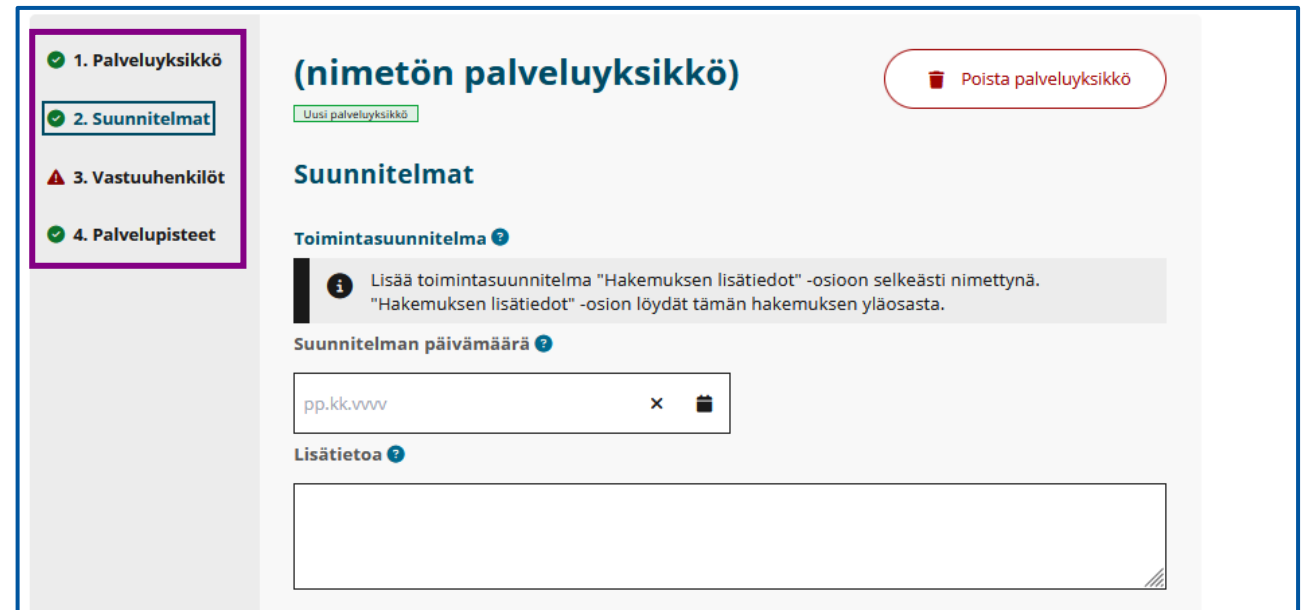 1. Palveluyksikkö
2. Suunnitelmat
3. Vastuuhenkilöt
4. Palvelupisteet
(nimetön palveluyksikkö)
Poista palveluyksikkö
Uusi palveluyksikkö
Suunnitelmat
Toimintasuunnitelma
Lisää toimintasuunnitelma "Hakemuksen lisätiedot" -osioon selkeästi nimettynä.
"Hakemuksen lisätiedot" -osion löydät tämän hakemuksen yläosasta.
Suunnitelman päivämäärä
pp.kk.vvvv
Lisätietoa